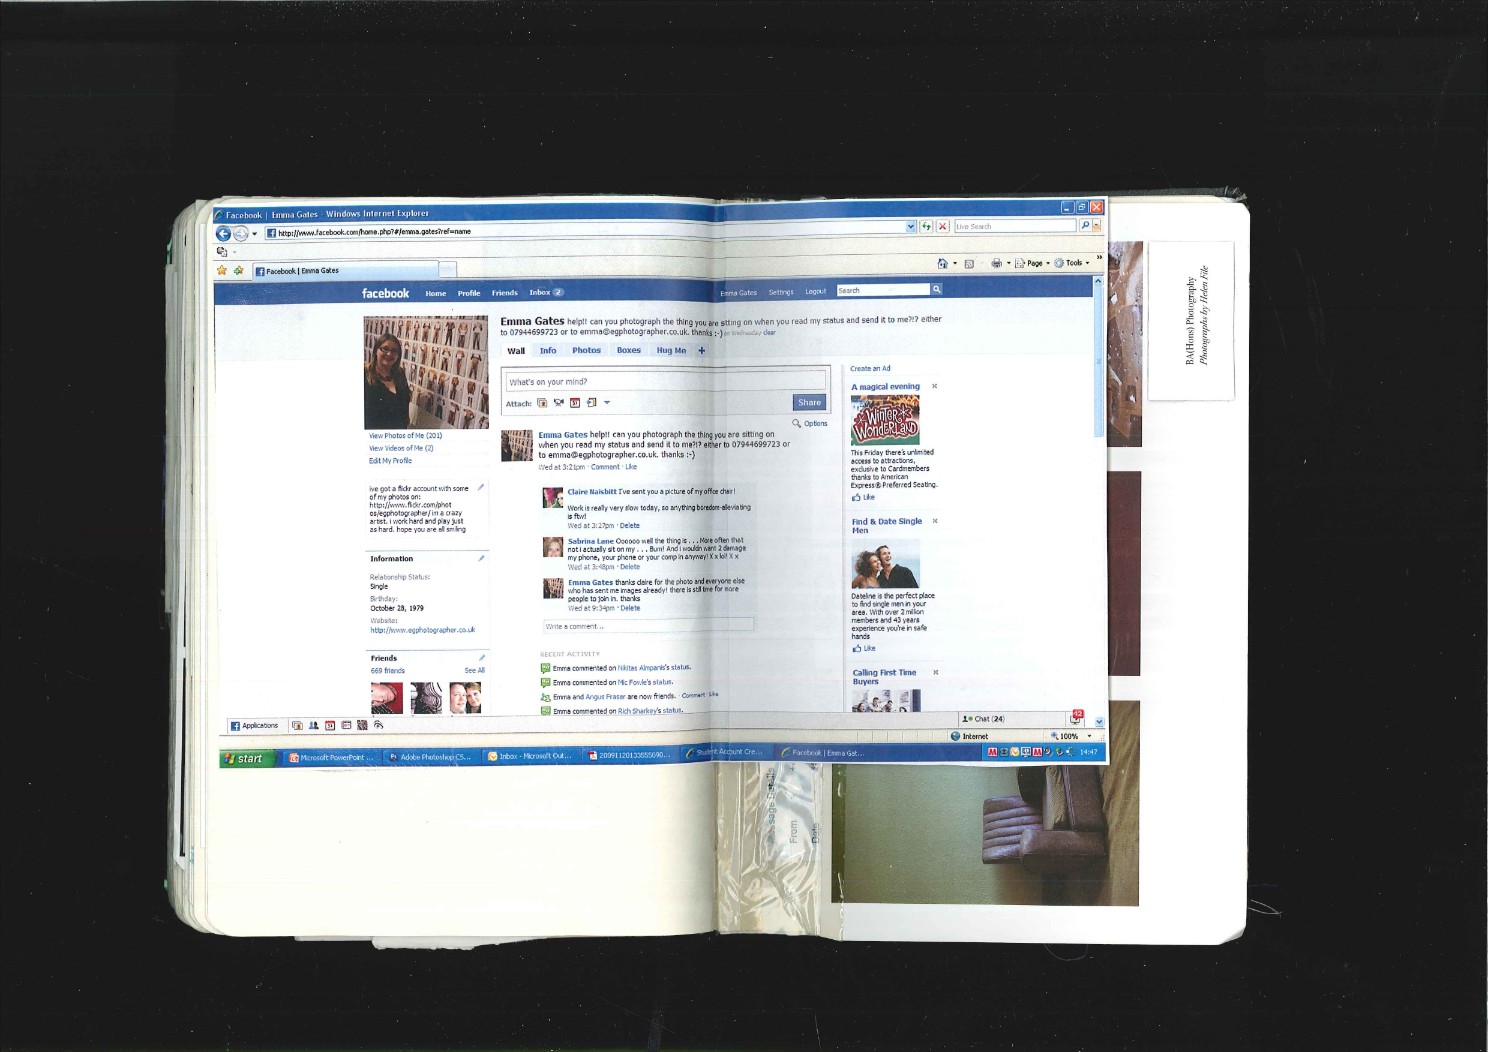 Facebook | Emma Gates - Windows Internet Explorer
http://www.facebook.com/home.php?#/emma.gates?ref=name
Live Search
Facebook | Emma Gates
Page
Tools
facebook Home Profile Friends Inbox 2
Emma Gates Settings Logout Search
Emma Gates help!! can you photograph the thing you are sitting on when you read my status and send it to me?!? either
to 07944699723 or to emma@egphotographer.co.uk. thanks :-) on Wednesday clear
Wall Info Photos Boxes Hug Me +
What's on your mind?
Attach:
Share
Options
View Photos of Me (201)
View Videos of Me (2)
Edit My Profile
ive got a flickr account with some
of my photos on:
http://www.flickr.com/phot
os/egphotographer/ im a crazy
artist. i work hard and play just
as hard. hope you are all smiling
Information
Relationship Status:
Single
Birthday:
October 28, 1979
Website:
http://www.egphotographer.co.uk
Friends
669 friends See All
Emma Gates help!! can you photograph the thing you are sitting on
when you read my status and send it to me?!? either to 07944699723 or
to emma@egphotographer.co.uk. thanks :-)
Wed at 3:21pm · Comment · Like
Claire Naisbitt I've sent you a picture of my office chair!
Work is really very slow today, so anything boredom-alleviating
is ftw!
Wed at 3:27pm · Delete
Sabrina Lane Oooooo well the thing is . . . More often that
not i actually sit on my . . . Bum! And i wouldn want 2 damage
my phone, your phone or your comp in anyway! X x lol! X x
Wed at 3:48pm · Delete
Emma Gates thanks claire for the photo and everyone else
who has sent me images already! there is still time for more
people to join in. thanks
Wed at 9:34pm · Delete
Write a comment...
RECENT ACTIVITY
Emma commented on Nikitas Almpanis's status.
Emma commented on Mic Fowle's status.
Emma and Angus Fraser are now friends. · Comment · Like
Emma commented on Rich Sharkey's status.
Create an Ad
A magical evening
WINTER
WONDERLAND
This Friday there's unlimited
access to attractions,
exclusive to Cardmembers
thanks to American
Express® Preferred Seating.
Like
Find & Date Single
Men
Dateline is the perfect place
to find single men in your
area. With over 2 million
members and 43 years
experience you're in safe
hands
Like
Calling First Time
Buyers
Applications
Chat (24)
Internet
100%
start
Microsoft PowerPoint ...
Adobe Photoshop CS...
Inbox - Microsoft Out...
Student Account Cre...
Facebook | Emma Gat...
14:47
From
Date
BA(Hons) Photography
Photographs by Helen File